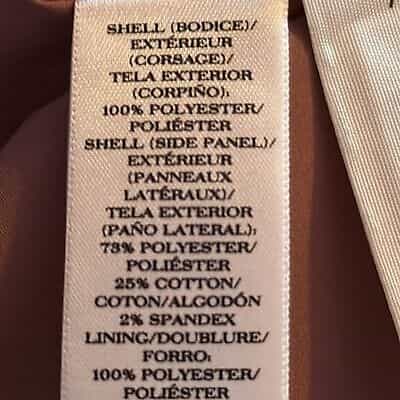 SHELL (BODICE)/
EXTÉRIEUR
(CORSAGE)/
TELA EXTERIOR
(CORPIÑO):
100% POLYESTER/
POLIÉSTER
SHELL (SIDE PANEL)/
EXTÉRIEUR
(PANNEAUX
LATÉRAUX)/
TELA EXTERIOR
(PAÑO LATERAL):
73% POLYESTER/
POLIÉSTER
25% COTTON/
COTON/ALGODÓN
2% SPANDEX
LINING/DOUBLURE/
FORRO:
100% POLYESTER/
POLIÉSTER